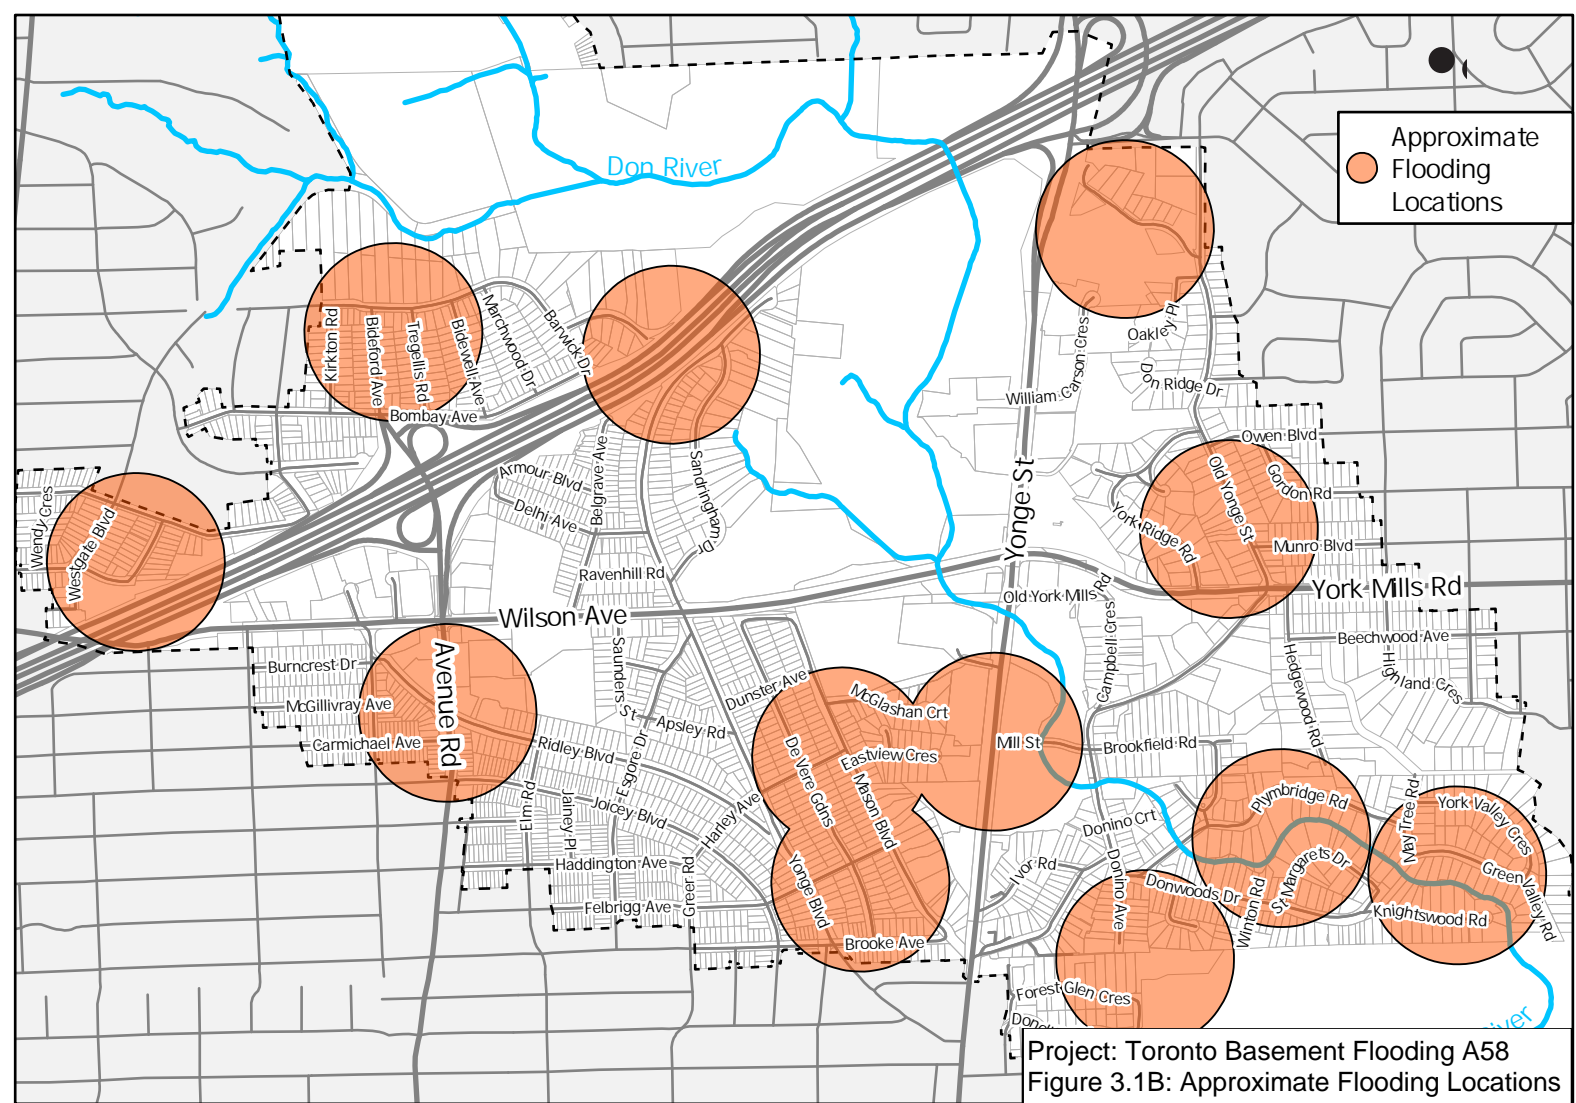 Don River
Approximate
Flooding
Locations
Kirkton Rd
Bideford Ave
Tregellis Rd
Bidewell Ave
Marchwood Dr
Barwick Dr
Bombay Ave
William Carson Cres
Oakley Pl
Don Ridge Dr
Owen Blvd
Gordon Rd
Old Yonge St
York Ridge Rd
Munro Blvd
Wendy Cres
Westgate Blvd
Armour Blvd
Delhi Ave
Belgrave Ave
Sandringham Dr
Ravenhill Rd
Yonge St
Wilson Ave
York Mills Rd
Old York Mills Rd
Campbell Cres
Beechwood Ave
Highland Cres
Hedgewood Rd
Burncrest Dr
McGillivray Ave
Carmichael Ave
Avenue Rd
Saunders St
Apsley Rd
Esgore Dr
Ridley Blvd
Joicey Blvd
Elm Rd
Jainey Pl
Haddington Ave
Felbrigg Ave
Greer Rd
Harley Ave
Dunster Ave
McGlashan Crt
Eastview Cres
De Vere Gdns
Mason Blvd
Yonge Blvd
Brooke Ave
Mill St
Brookfield Rd
Donino Crt
Donino Ave
Ivor Rd
Donwoods Dr
Winton Rd
St Margarets Dr
Plymbridge Rd
May Tree Rd
York Valley Cres
Green Valley Rd
Knightswood Rd
Forest Glen Cres
Project: Toronto Basement Flooding A58
Figure 3.1B: Approximate Flooding Locations